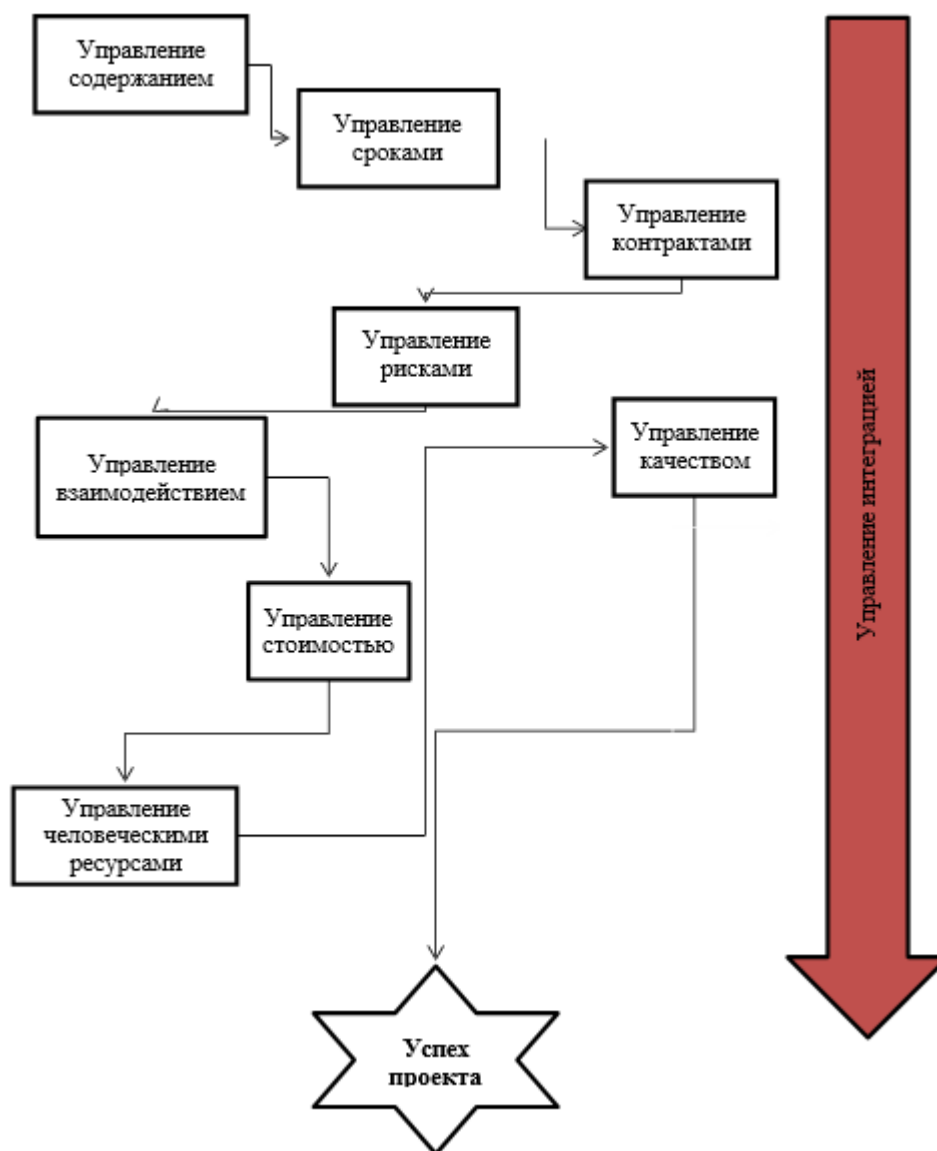 Управление
содержанием
Управление
сроками
Управление
контрактами
Управление
рисками
Управление
взаимодействием
Управление
стоимостью
Управление
человеческими
ресурсами
Управление
качеством
Успех
проекта
Управление интеграцией